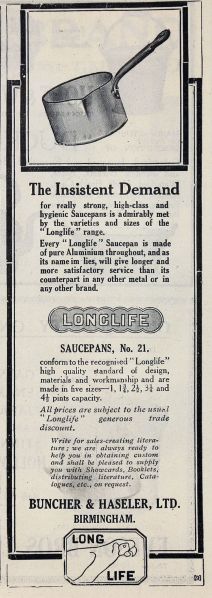 The Insistent Demand
for really strong, high-class and
hygienic Saucepans is admirably met
by the varieties and sizes of the
"Longlife" range.
Every "Longlife" Saucepan is made
of pure Aluminium throughout, and as
its name im lies, will give longer and
more satisfactory service than its
counterpart in any other metal or in
any other brand.
LONGLIFE
SAUCEPANS, No. 21.
conform to the recognised "Longlife"
high quality standard of design,
materials and workmanship and are
made in five sizes—1, 1¾, 2½, 3½ and
4½ pints capacity.
All prices are subject to the usual
"Longlife" generous trade
discount.
Write for sales-creating litera-
ture; we are always ready to
help you in obtaining custom
and shall be pleased to supply
you with Showcards, Booklets,
distributing literature, Cata-
logues, etc., on request.
BUNCHER & HASELER, LTD.
BIRMINGHAM.
LONG
LIFE